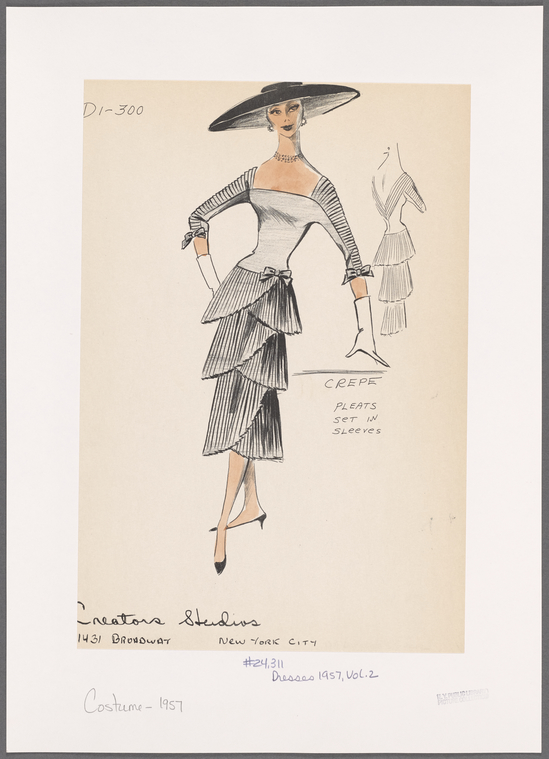 D1-300
CREPE
PLEATS
SET IN
SLEEVES
Creators Studios
1431 BROADWAY NEW YORK CITY
#24,311
Dresses 1957, Vol. 2
Costume - 1957